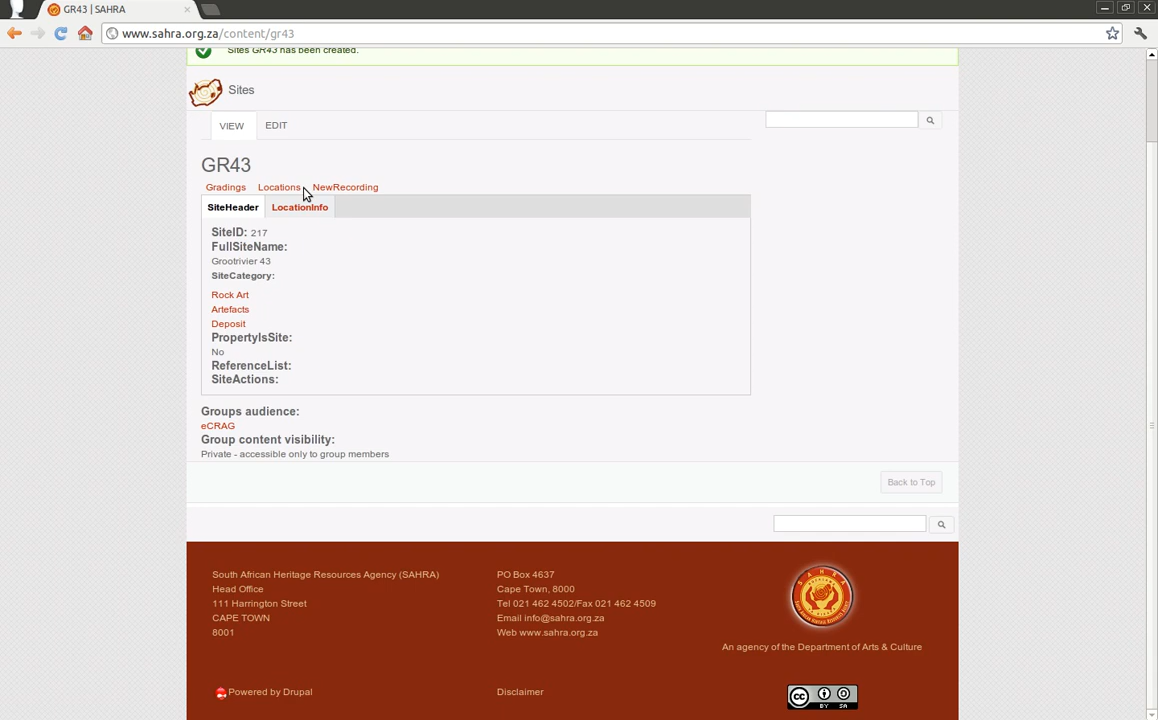 GR43 | SAHRA
www.sahra.org.za/content/gr43
Sites GR43 has been created.
Sites
VIEW EDIT
GR43
Gradings Locations NewRecording
SiteHeader LocationInfo
SiteID: 217
FullSiteName:
Grootrivier 43
SiteCategory:
Rock Art
Artefacts
Deposit
PropertyIsSite:
No
ReferenceList:
SiteActions:
Groups audience:
eCRAG
Group content visibility:
Private - accessible only to group members
Back to Top
South African Heritage Resources Agency (SAHRA)
Head Office
111 Harrington Street
CAPE TOWN
8001
PO Box 4637
Cape Town, 8000
Tel 021 462 4502/Fax 021 462 4509
Email info@sahra.org.za
Web www.sahra.org.za
SAHRA
An agency of the Department of Arts & Culture
Powered by Drupal
Disclaimer
cc
BY SA